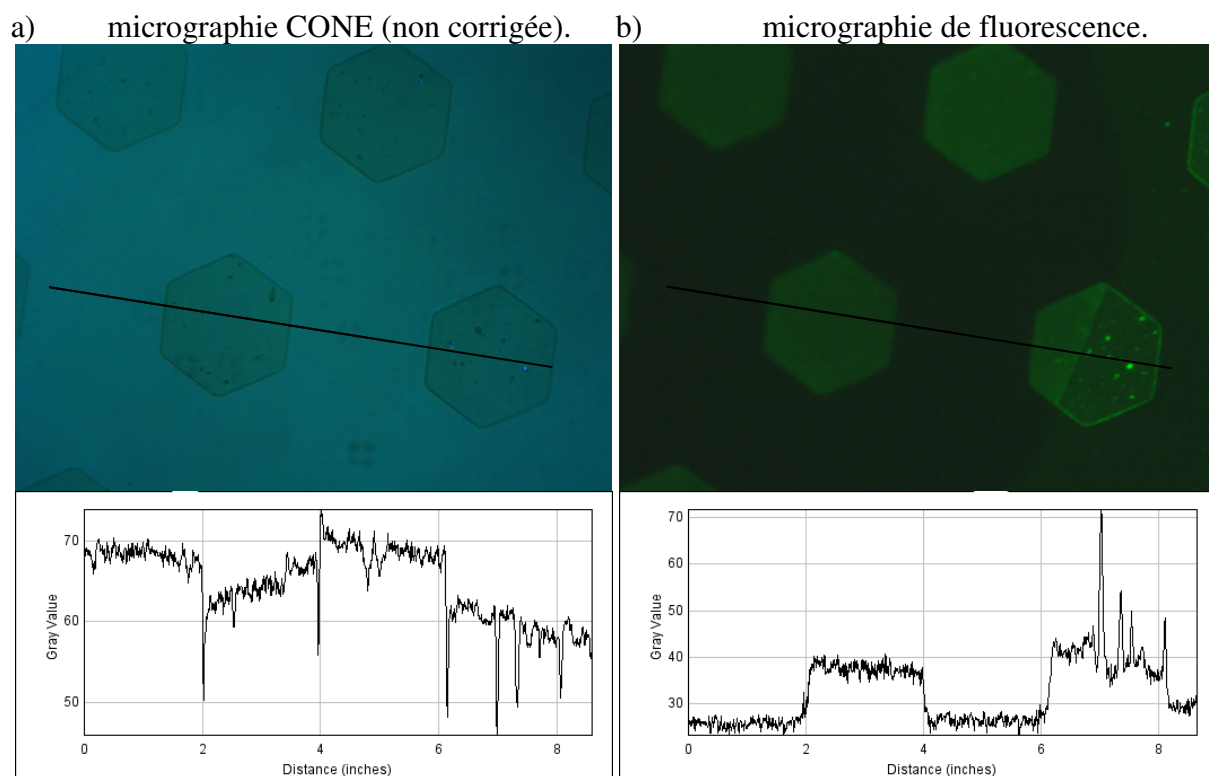 a) micrographie CONE (non corrigée).
b) micrographie de fluorescence.
70
60
50
Gray Value
0 2 4 6 8
Distance (inches)
70
60
50
40
30
Gray Value
0 2 4 6 8
Distance (inches)